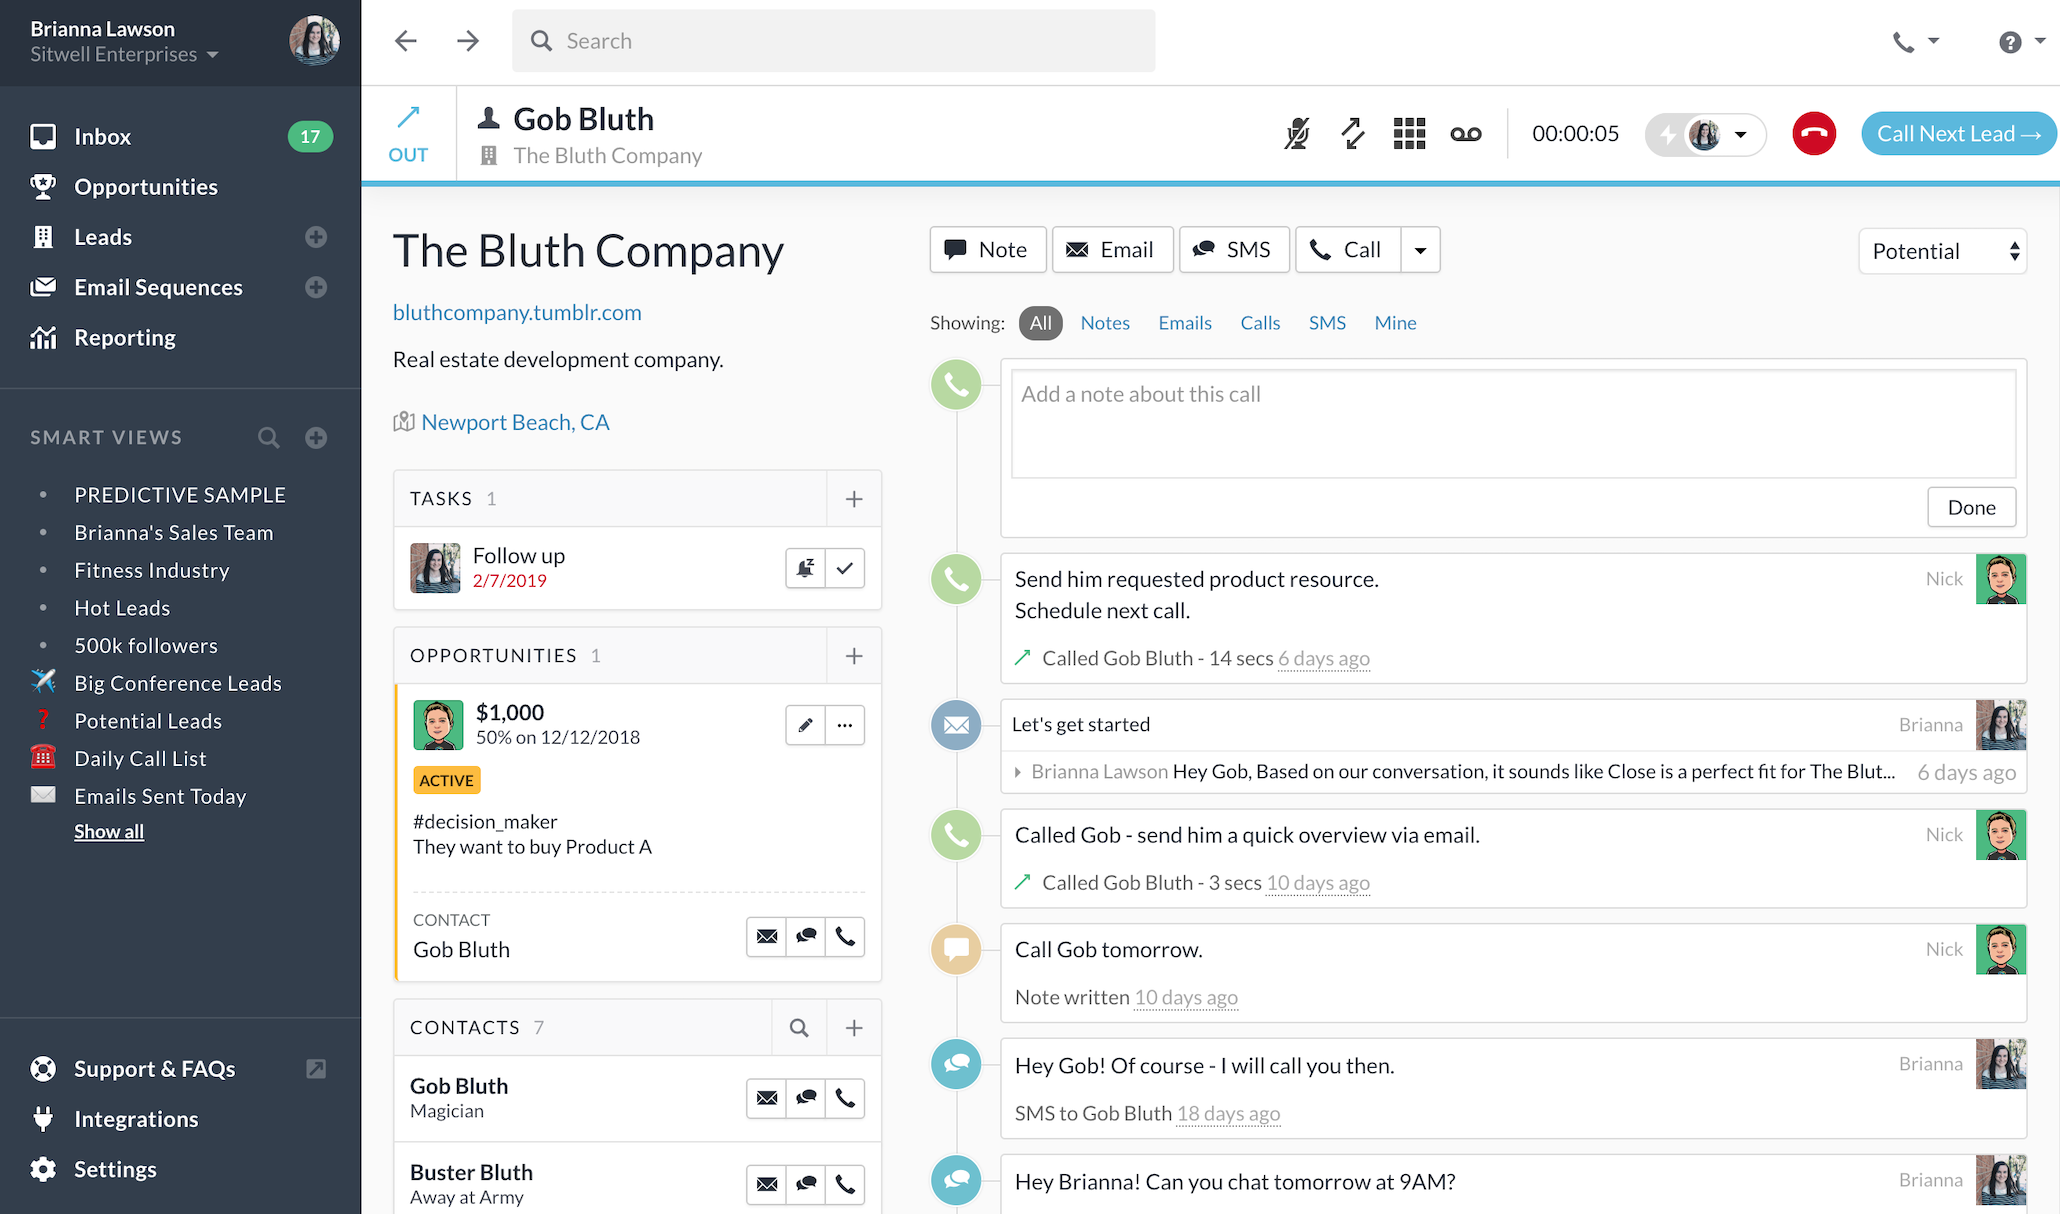 Brianna Lawson
Sitwell Enterprises
Search
Inbox 17
Opportunities
Leads
Email Sequences
Reporting
SMART VIEWS
PREDICTIVE SAMPLE
Brianna's Sales Team
Fitness Industry
Hot Leads
500k followers
Big Conference Leads
Potential Leads
Daily Call List
Emails Sent Today
Show all
Support & FAQs
Integrations
Settings
OUT
Gob Bluth
The Bluth Company
00:00:05
Call Next Lead →
The Bluth Company
bluthcompany.tumblr.com
Real estate development company.
Newport Beach, CA
TASKS 1
Follow up
2/7/2019
OPPORTUNITIES 1
$1,000
50% on 12/12/2018
ACTIVE
#decision_maker
They want to buy Product A
CONTACT
Gob Bluth
CONTACTS 7
Gob Bluth
Magician
Buster Bluth
Away at Army
Note Email SMS Call
Potential
Showing: All Notes Emails Calls SMS Mine
Add a note about this call
Done
Send him requested product resource. Nick
Schedule next call.
Called Gob Bluth - 14 secs 6 days ago
Let's get started Brianna
Brianna Lawson Hey Gob, Based on our conversation, it sounds like Close is a perfect fit for The Blut... 6 days ago
Called Gob - send him a quick overview via email. Nick
Called Gob Bluth - 3 secs 10 days ago
Call Gob tomorrow. Nick
Note written 10 days ago
Hey Gob! Of course - I will call you then. Brianna
SMS to Gob Bluth 18 days ago
Hey Brianna! Can you chat tomorrow at 9AM? Brianna